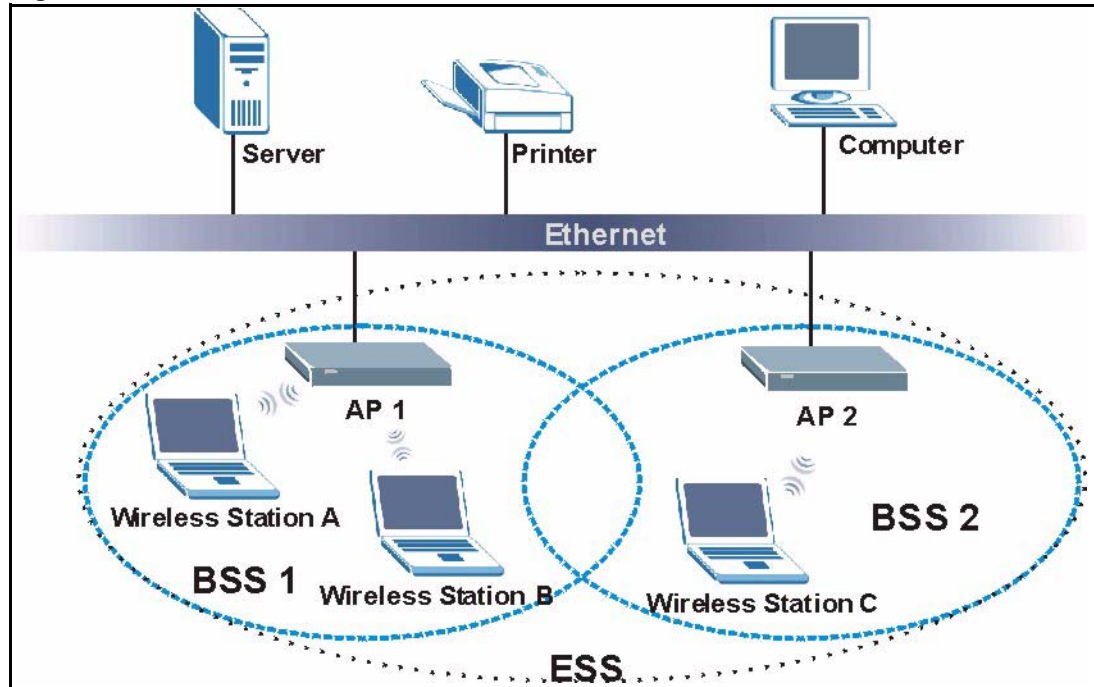 Server
Printer
Computer
Ethernet
AP 1
AP 2
Wireless Station A
BSS 1
Wireless Station B
BSS 2
Wireless Station C
ESS